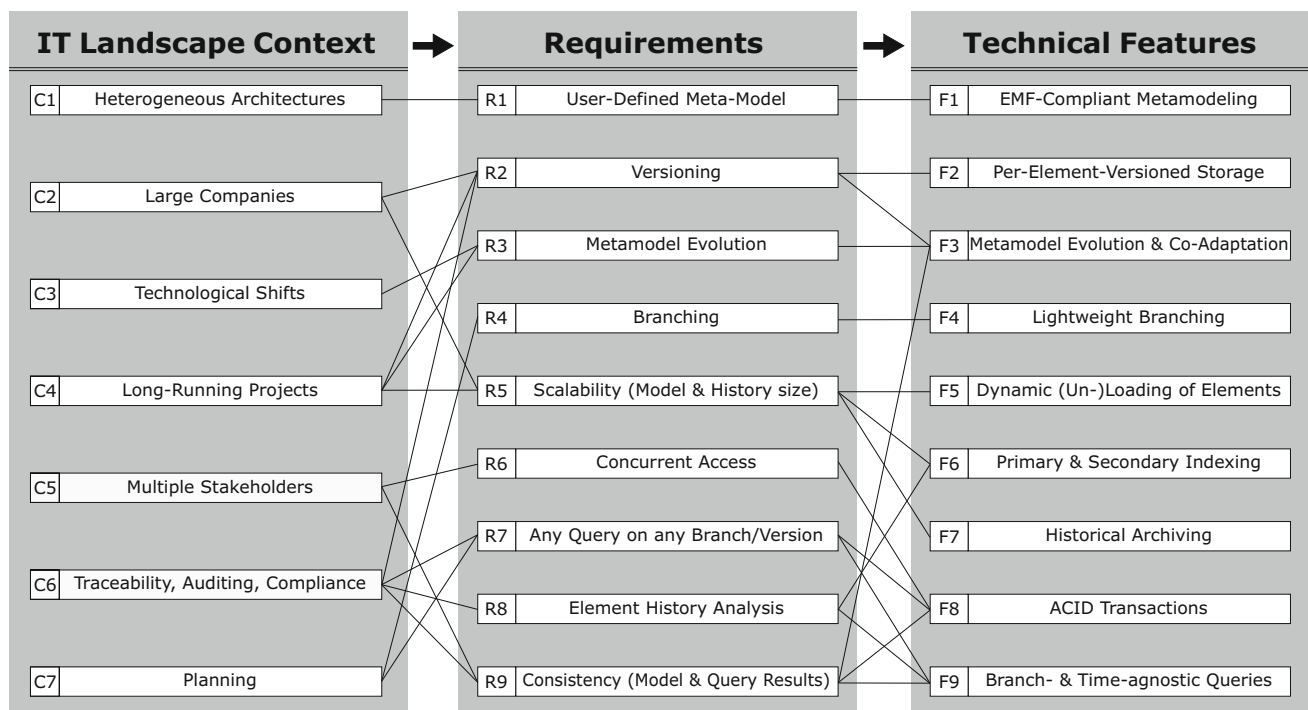 IT Landscape Context
Requirements
Technical Features
C1 Heterogeneous Architectures
C2 Large Companies
C3 Technological Shifts
C4 Long-Running Projects
C5 Multiple Stakeholders
C6 Traceability, Auditing, Compliance
C7 Planning
R1 User-Defined Meta-Model
R2 Versioning
R3 Metamodel Evolution
R4 Branching
R5 Scalability (Model & History size)
R6 Concurrent Access
R7 Any Query on any Branch/Version
R8 Element History Analysis
R9 Consistency (Model & Query Results)
F1 EMF-Compliant Metamodeling
F2 Per-Element-Versioned Storage
F3 Metamodel Evolution & Co-Adaptation
F4 Lightweight Branching
F5 Dynamic (Un-)Loading of Elements
F6 Primary & Secondary Indexing
F7 Historical Archiving
F8 ACID Transactions
F9 Branch- & Time-agnostic Queries